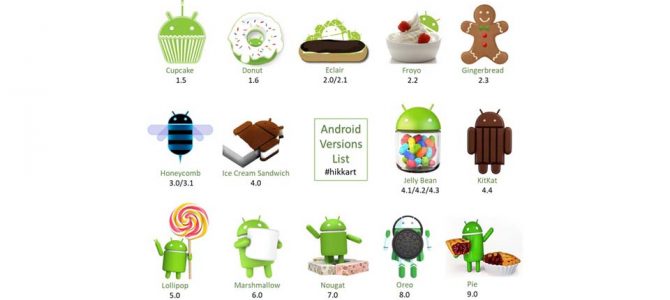 Cupcake
1.5
Donut
1.6
Eclair
2.0/2.1
Froyo
2.2
Gingerbread
2.3
Honeycomb
3.0/3.1
Ice Cream Sandwich
4.0
Android
Versions
List
#hikkart
Jelly Bean
4.1/4.2/4.3
KitKat
4.4
Lollipop
5.0
Marshmallow
6.0
Nougat
7.0
Oreo
8.0
Pie
9.0